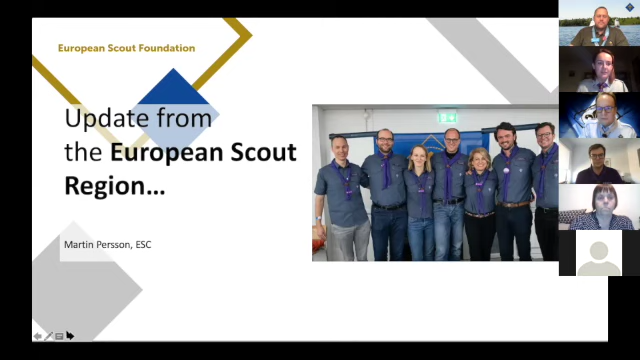 European Scout Foundation
Update from
the European Scout
Region...
Martin Persson, ESC